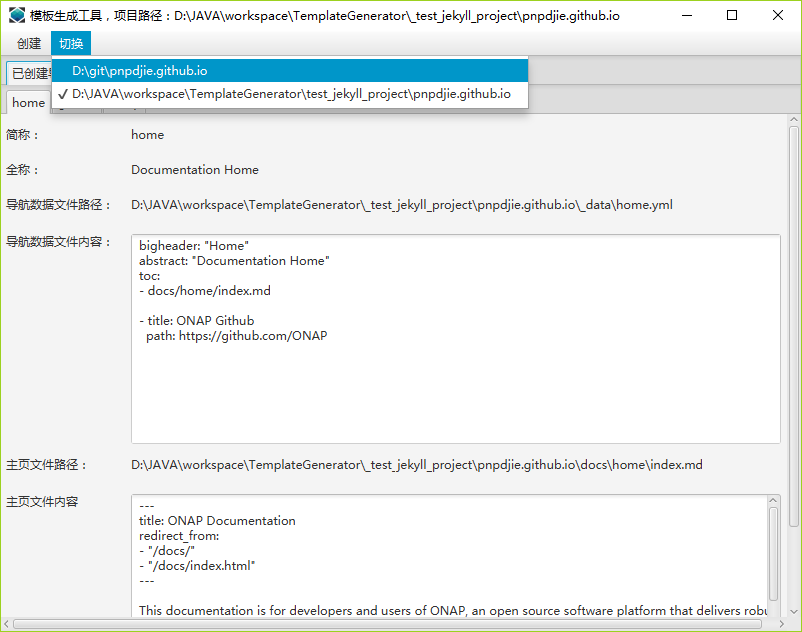 模板生成工具，项目路径：D:\JAVA\workspace\TemplateGenerator\_test_jekyll_project\pnpdjie.github.io
创建 切换
D:\git\pnpdjie.github.io
✓ D:\JAVA\workspace\TemplateGenerator\test_jekyll_project\pnpdjie.github.io
已创建
home
简称： home
全称： Documentation Home
导航数据文件路径： D:\JAVA\workspace\TemplateGenerator\_test_jekyll_project\pnpdjie.github.io\_data\home.yml
导航数据文件内容：
bigheader: "Home"
abstract: "Documentation Home"
toc:
- docs/home/index.md
- title: ONAP Github
path: https://github.com/ONAP
主页文件路径： D:\JAVA\workspace\TemplateGenerator\_test_jekyll_project\pnpdjie.github.io\docs\home\index.md
主页文件内容
---
title: ONAP Documentation
redirect_from:
- "/docs/"
- "/docs/index.html"
---
This documentation is for developers and users of ONAP, an open source software platform that delivers robu